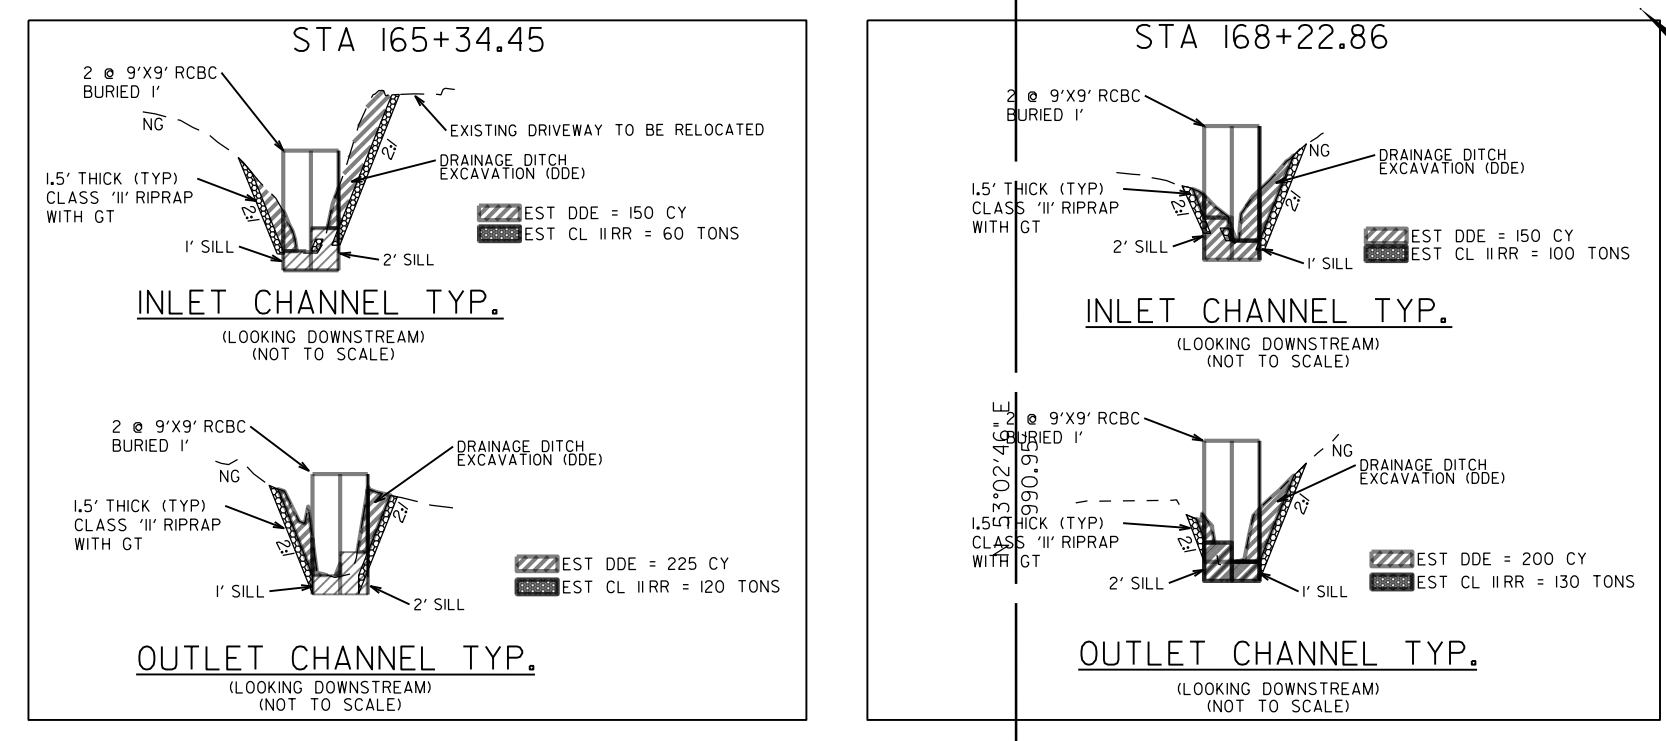 STA 165+34.45
2 @ 9'X9' RCBC
BURIED 1'
NG
EXISTING DRIVEWAY TO BE RELOCATED
2:1
DRAINAGE DITCH
EXCAVATION (DDE)
1.5' THICK (TYP)
CLASS 'II' RIPRAP
WITH GT
2:1
EST DDE = 150 CY
EST CL II RR = 60 TONS
1' SILL
2' SILL
INLET CHANNEL TYP.
(LOOKING DOWNSTREAM)
(NOT TO SCALE)
2 @ 9'X9' RCBC
BURIED 1'
DRAINAGE DITCH
EXCAVATION (DDE)
NG
1.5' THICK (TYP)
CLASS 'II' RIPRAP
WITH GT
2:1
2:1
EST DDE = 225 CY
EST CL II RR = 120 TONS
1' SILL
2' SILL
OUTLET CHANNEL TYP.
(LOOKING DOWNSTREAM)
(NOT TO SCALE)
STA 168+22.86
2 @ 9'X9' RCBC
BURIED 1'
NG
DRAINAGE DITCH
EXCAVATION (DDE)
1.5' THICK (TYP)
CLASS 'II' RIPRAP
WITH GT
2:1
2:1
2' SILL
1' SILL
EST DDE = 150 CY
EST CL II RR = 100 TONS
INLET CHANNEL TYP.
(LOOKING DOWNSTREAM)
(NOT TO SCALE)
N 53°02'46" E
990.95'
2 @ 9'X9' RCBC
BURIED 1'
NG
DRAINAGE DITCH
EXCAVATION (DDE)
1.5' THICK (TYP)
CLASS 'II' RIPRAP
WITH GT
2:1
2:1
2' SILL
1' SILL
EST DDE = 200 CY
EST CL II RR = 130 TONS
OUTLET CHANNEL TYP.
(LOOKING DOWNSTREAM)
(NOT TO SCALE)